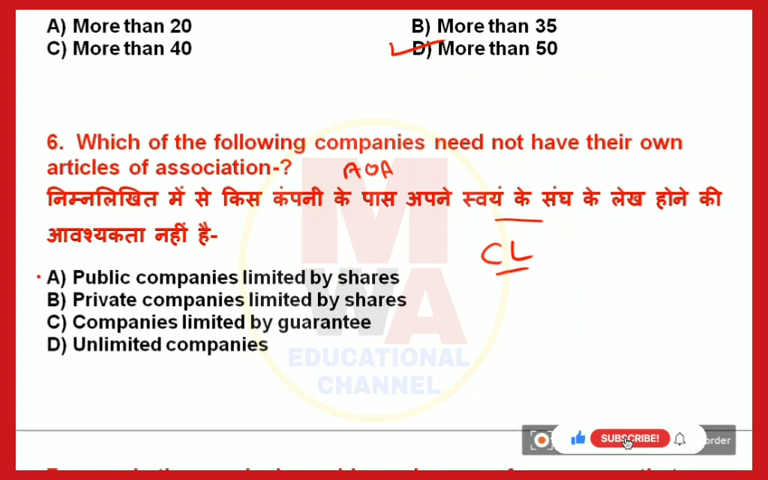 A) More than 20 B) More than 35
C) More than 40 D) More than 50
6. Which of the following companies need not have their own
articles of association-?
AOA
निम्नलिखित में से किस कंपनी के पास अपने स्वयं के संघ के लेख होने की
आवश्यकता नहीं है-
CL
A) Public companies limited by shares
B) Private companies limited by shares
C) Companies limited by guarantee
D) Unlimited companies
MWA
EDUCATIONAL
CHANNEL
SUBSCRIBE!
order